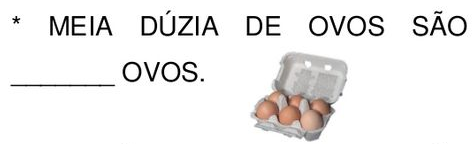 * MEIA DÚZIA DE OVOS SÃO
_______ OVOS.